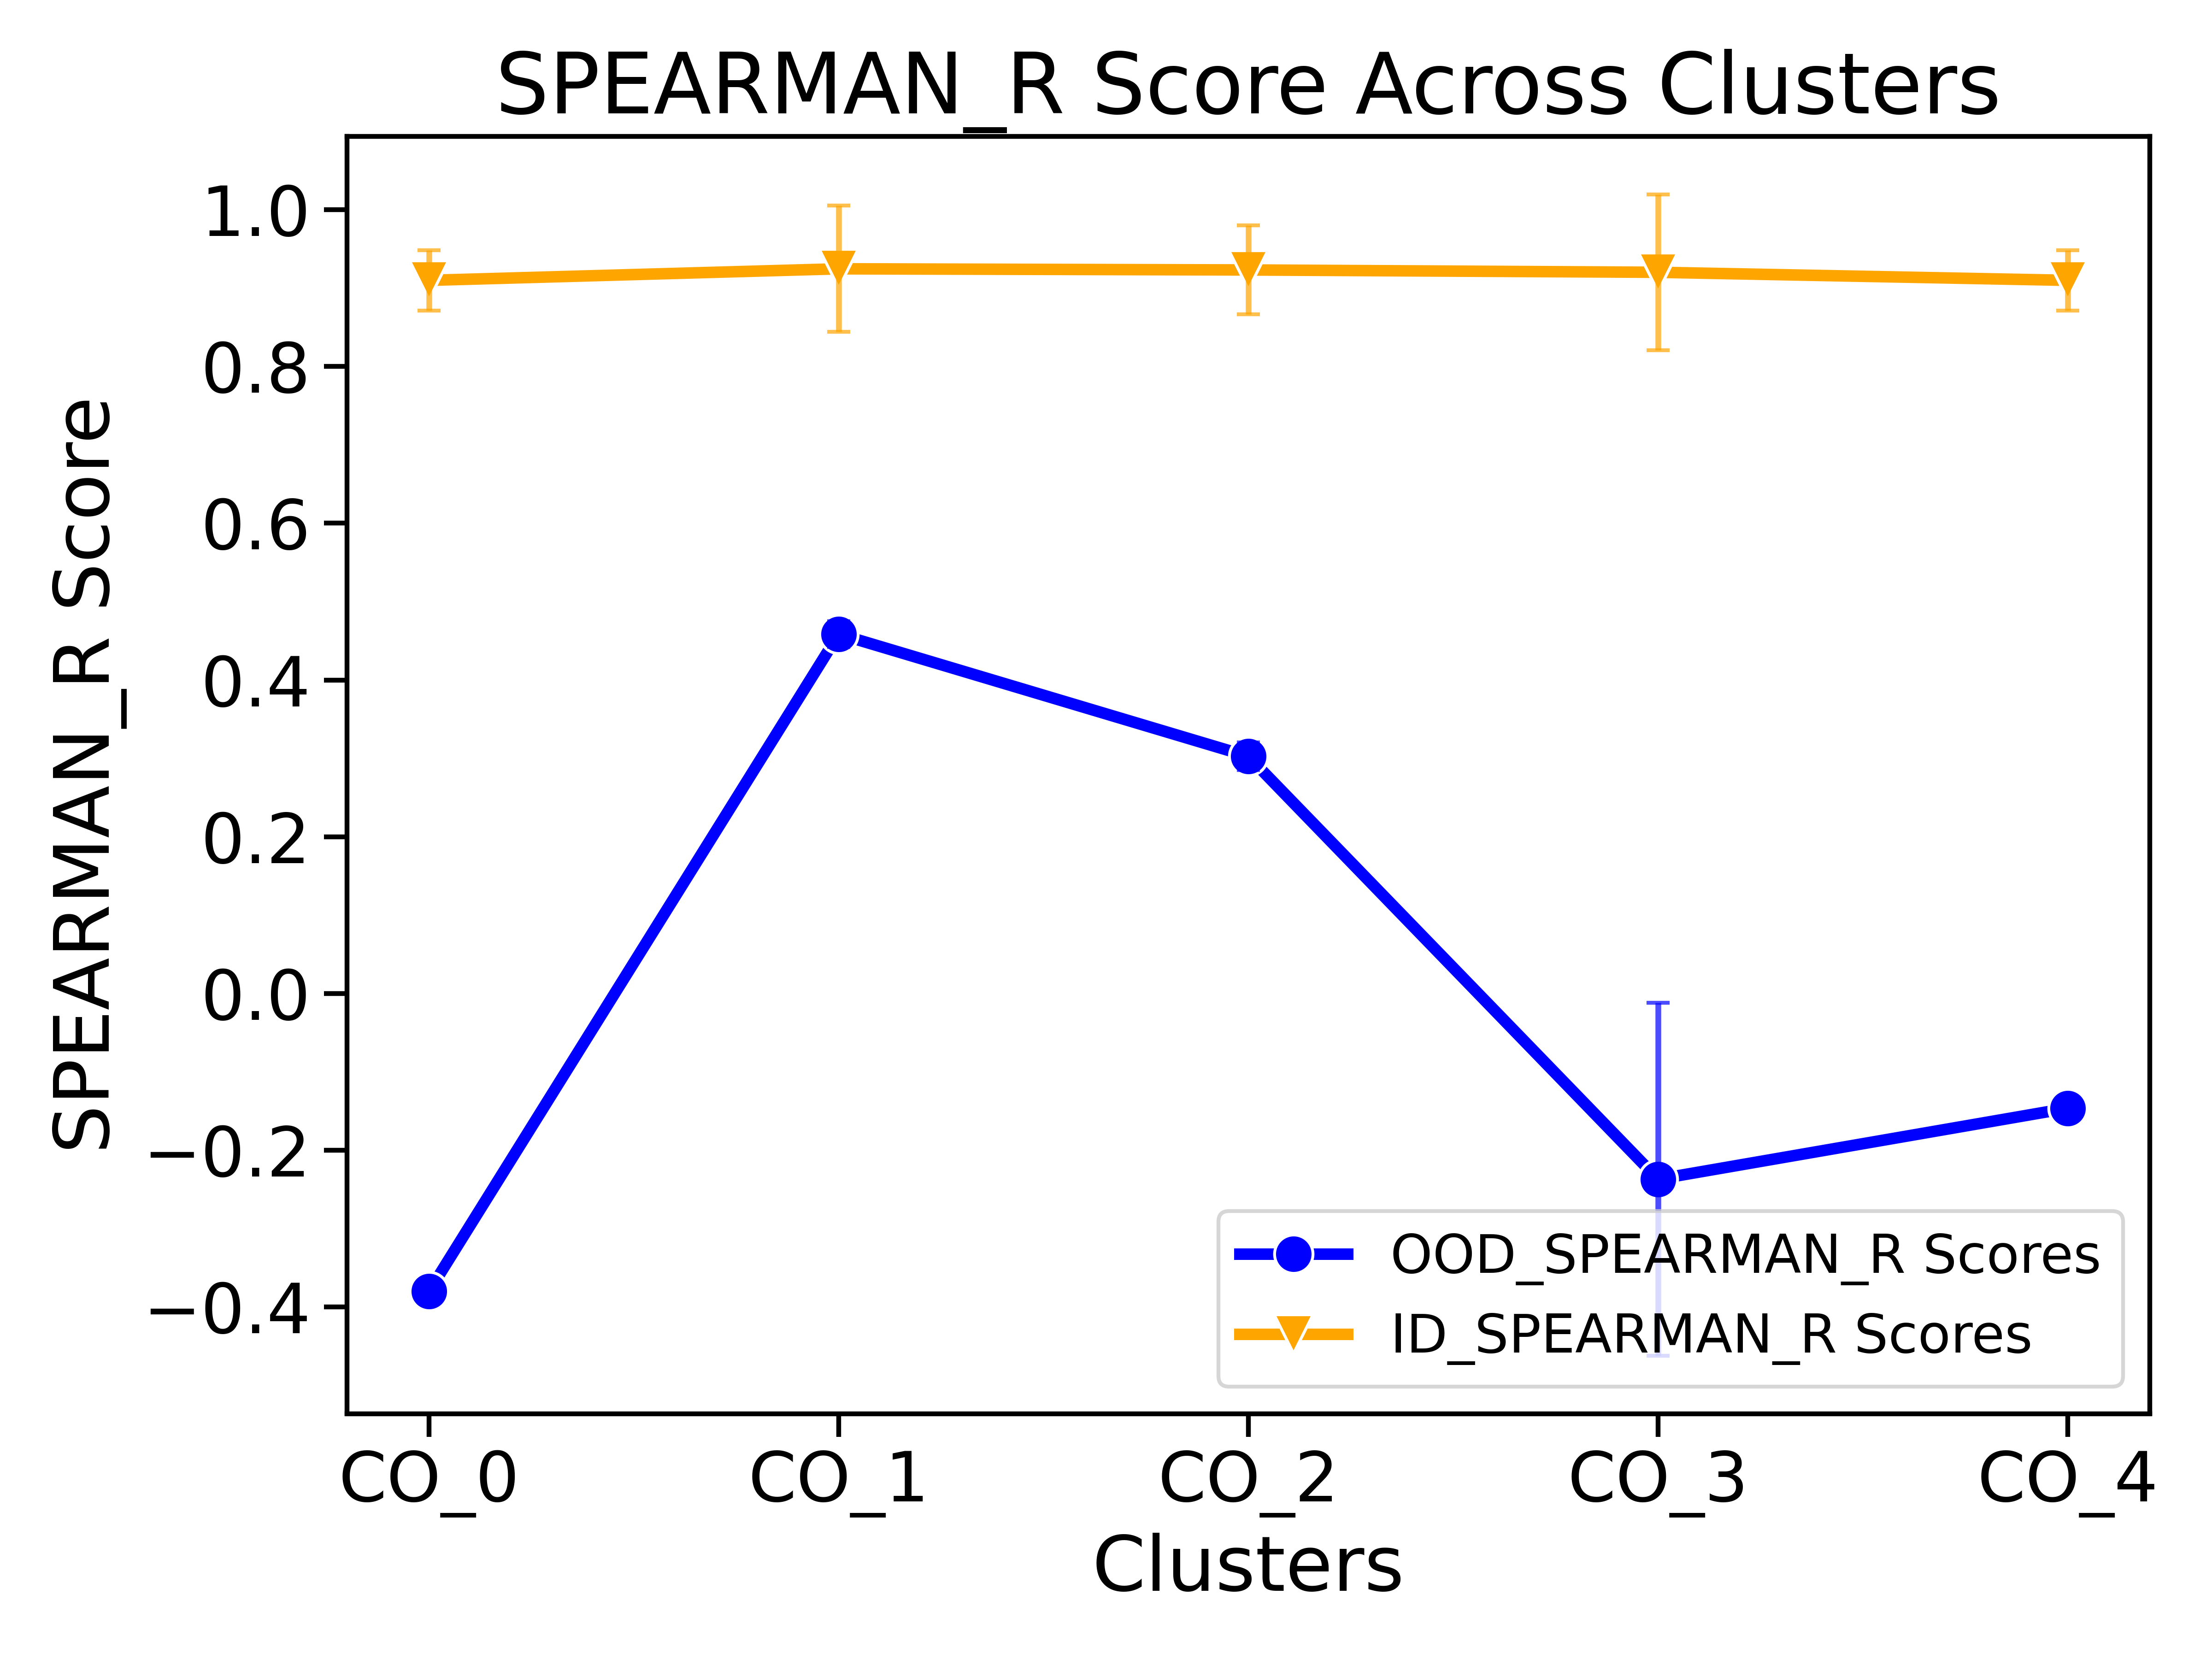 SPEARMAN_R Score Across Clusters
SPEARMAN_R Score
1.0
0.8
0.6
0.4
0.2
0.0
−0.2
−0.4
OOD_SPEARMAN_R Scores
ID_SPEARMAN_R Scores
CO_0 CO_1 CO_2 CO_3 CO_4
Clusters